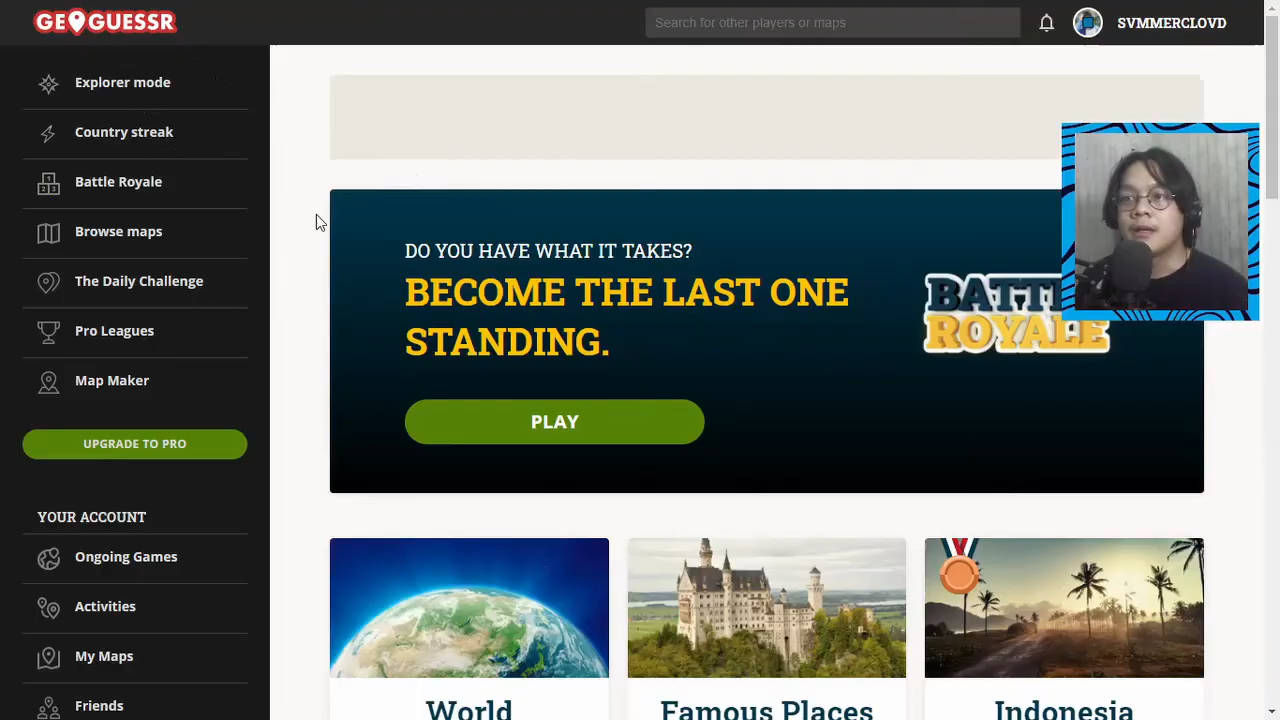 GEOGUESSR
Search for other players or maps
SVMMERCLOVD
Explorer mode
Country streak
Battle Royale
Browse maps
The Daily Challenge
Pro Leagues
Map Maker
UPGRADE TO PRO
YOUR ACCOUNT
Ongoing Games
Activities
My Maps
Friends
DO YOU HAVE WHAT IT TAKES?
BECOME THE LAST ONE
STANDING.
PLAY
ROYALE
World
Famous Places
Indonesia